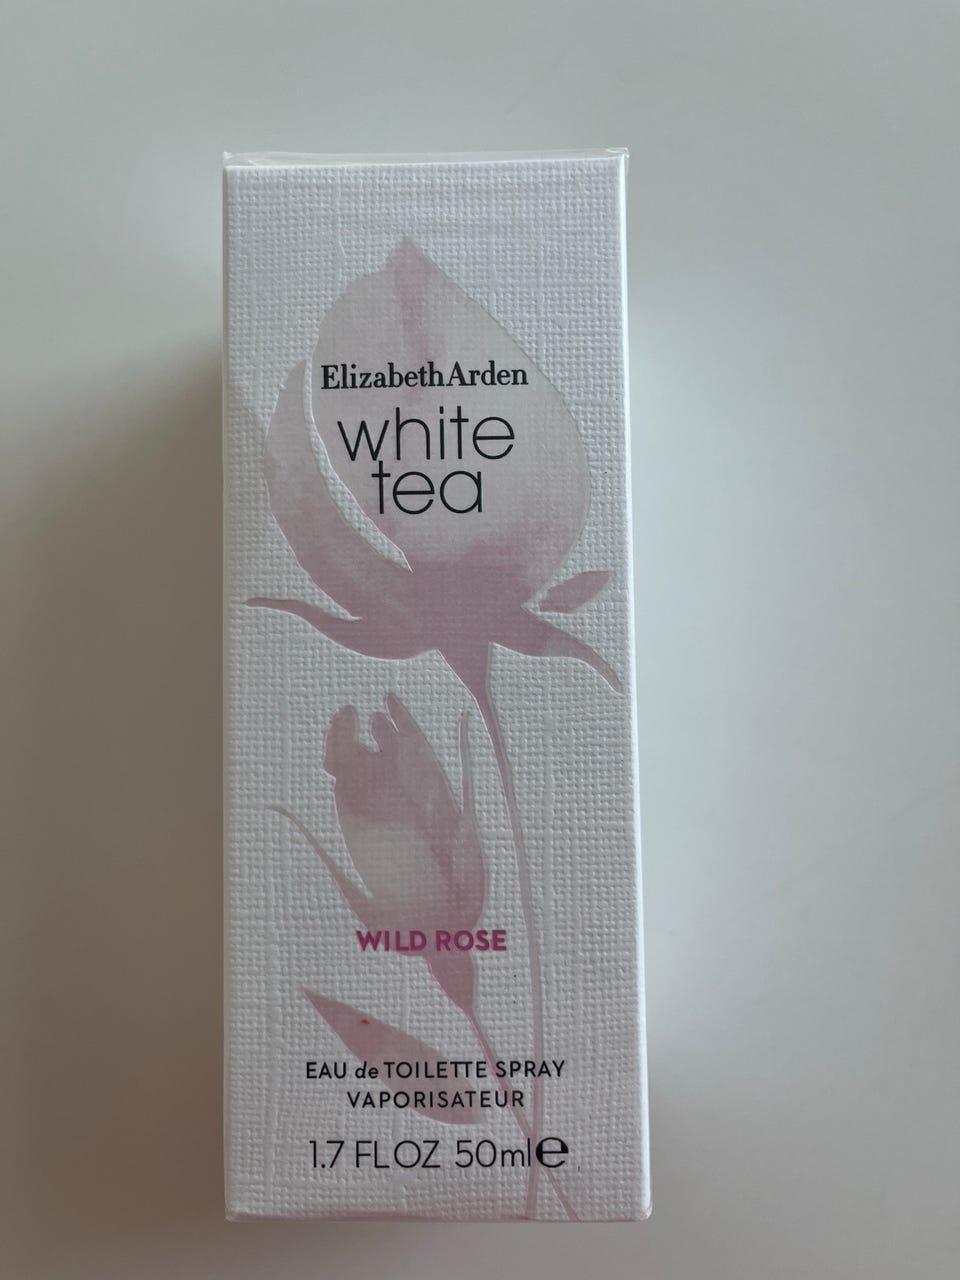 ElizabethArden
white
tea
WILD ROSE
EAU de TOILETTE SPRAY
VAPORISATEUR
1.7 FL OZ 50ml e